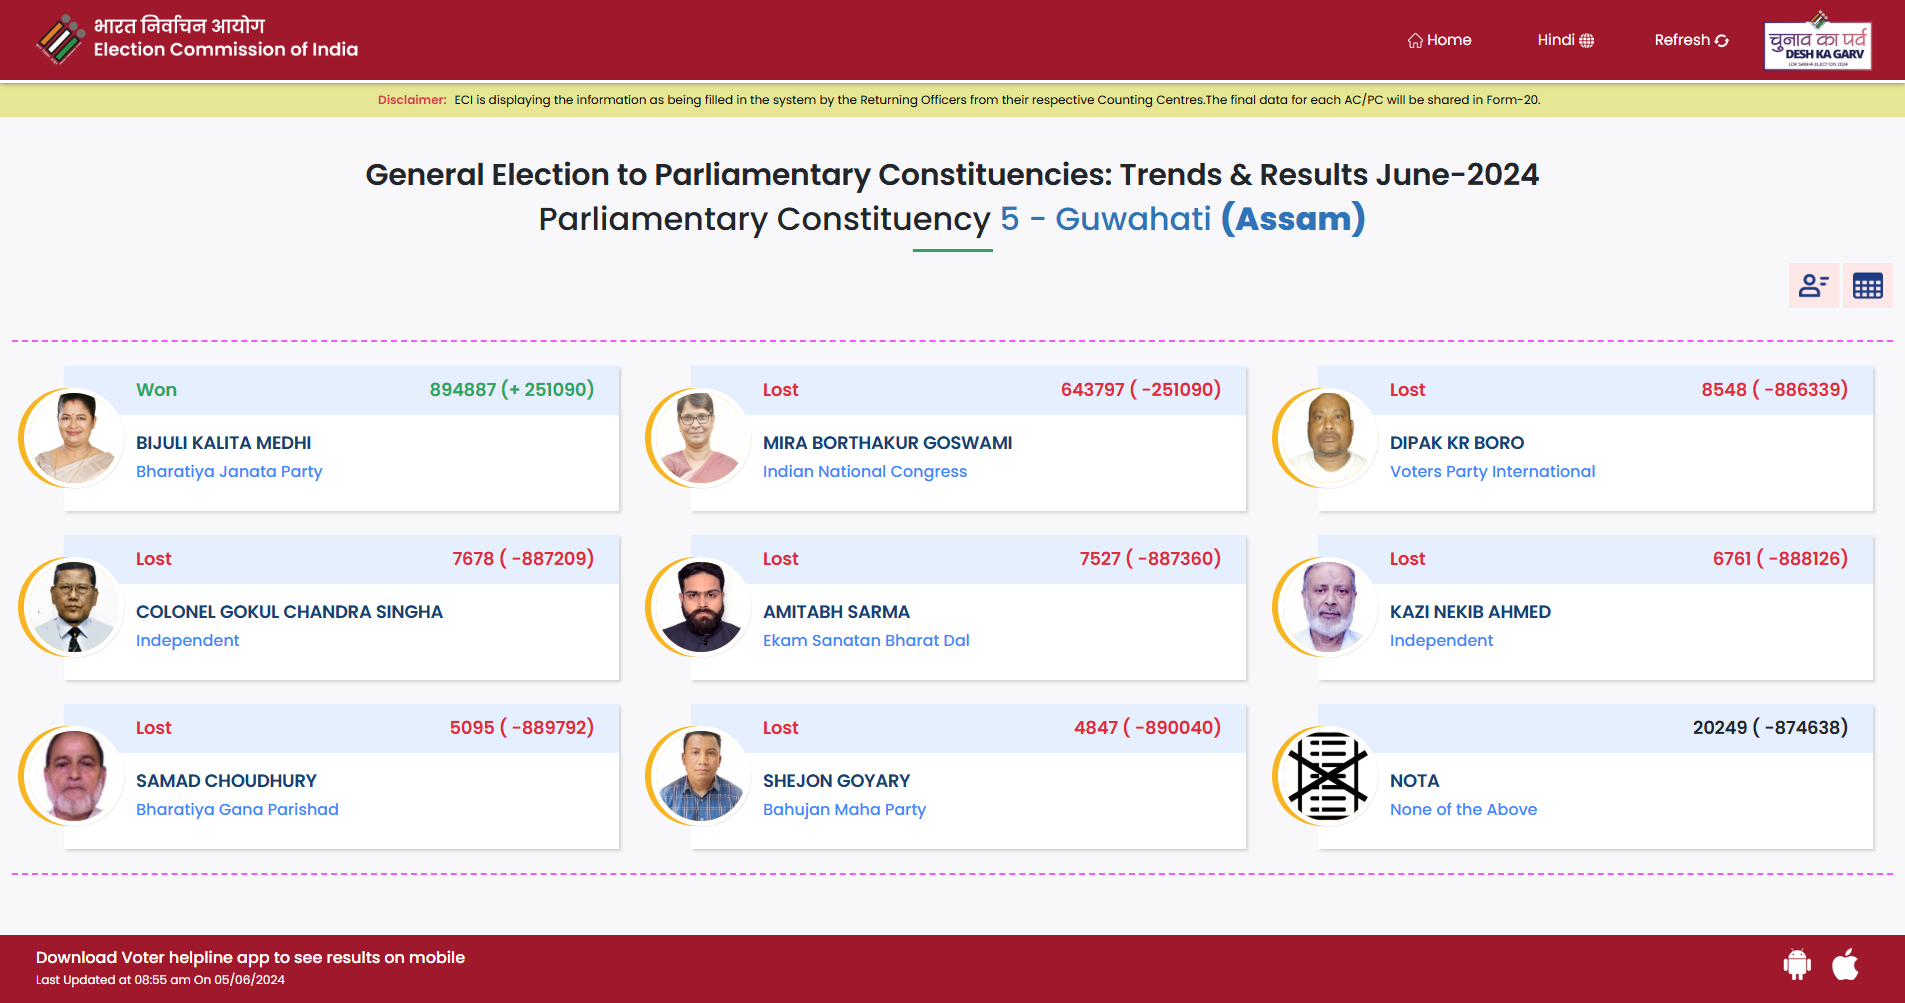 भारत निर्वाचन आयोग
Election Commission of India
Home
Hindi
Refresh
चुनाव का पर्व
DESH KA GARV
LOK SABHA ELECTION 2024
Disclaimer: ECI is displaying the information as being filled in the system by the Returning Officers from their respective Counting Centres.The final data for each AC/PC will be shared in Form-20.
General Election to Parliamentary Constituencies: Trends & Results June-2024
Parliamentary Constituency 5 - Guwahati (Assam)
Won 894887 (+ 251090)
BIJULI KALITA MEDHI
Bharatiya Janata Party
Lost 643797 ( -251090)
MIRA BORTHAKUR GOSWAMI
Indian National Congress
Lost 8548 ( -886339)
DIPAK KR BORO
Voters Party International
Lost 7678 ( -887209)
COLONEL GOKUL CHANDRA SINGHA
Independent
Lost 7527 ( -887360)
AMITABH SARMA
Ekam Sanatan Bharat Dal
Lost 6761 ( -888126)
KAZI NEKIB AHMED
Independent
Lost 5095 ( -889792)
SAMAD CHOUDHURY
Bharatiya Gana Parishad
Lost 4847 ( -890040)
SHEJON GOYARY
Bahujan Maha Party
20249 ( -874638)
NOTA
None of the Above
Download Voter helpline app to see results on mobile
Last Updated at 08:55 am On 05/06/2024